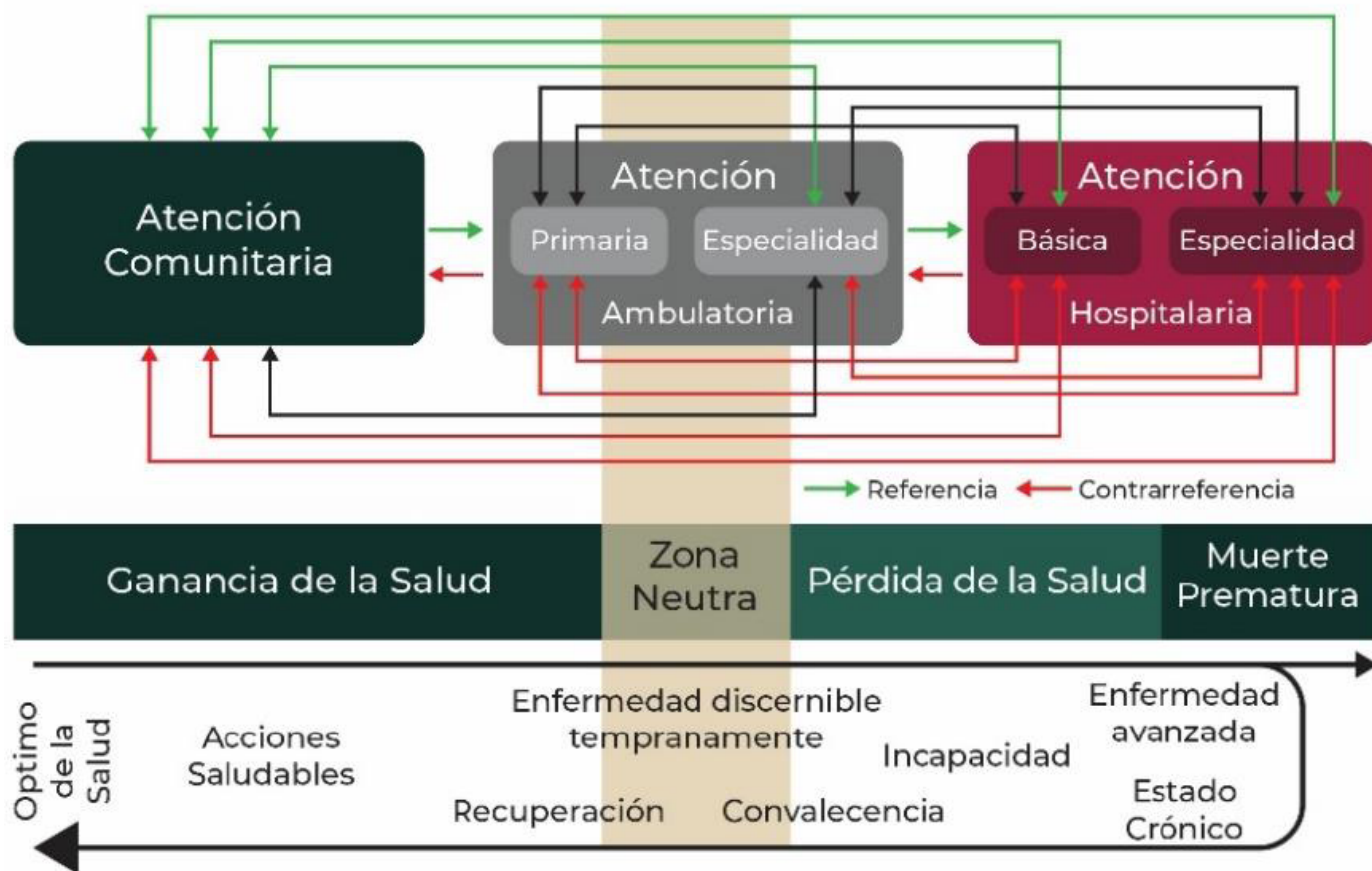 Atención
Comunitaria
Atención
Primaria
Especialidad
Ambulatoria
Atención
Básica
Especialidad
Hospitalaria
Referencia
Contrarreferencia
Ganancia de la Salud
Zona
Neutra
Pérdida de la Salud
Muerte
Prematura
Optimo
de la
Salud
Acciones
Saludables
Enfermedad discernible
tempranamente
Recuperación
Convalecencia
Incapacidad
Enfermedad
avanzada
Estado
Crónico